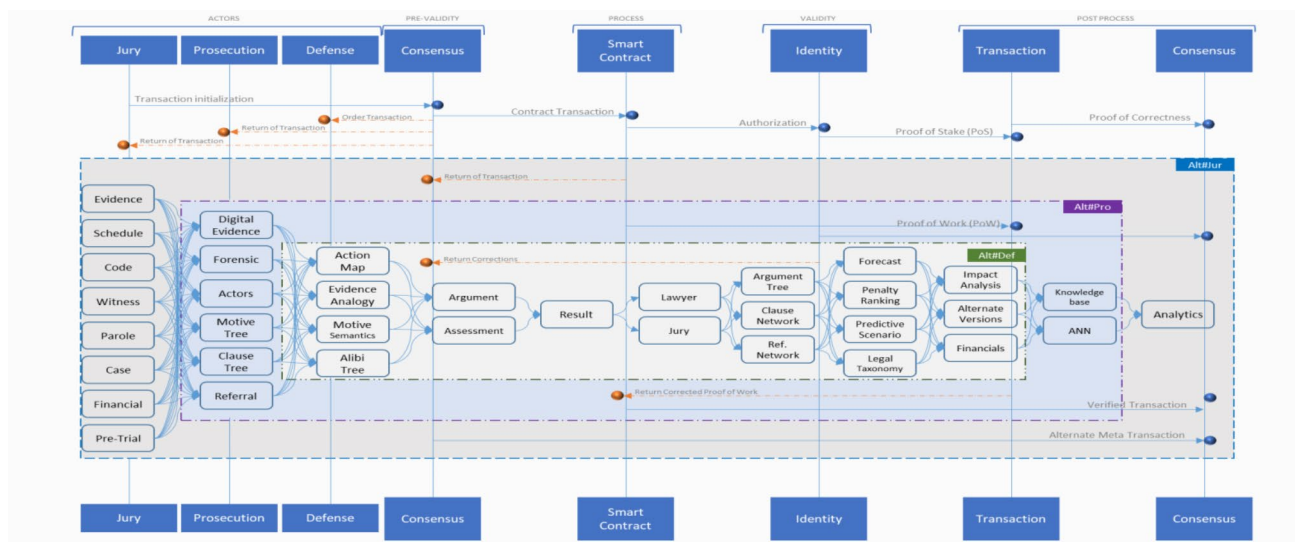 ACTORS
PRE-VALIDITY
PROCESS
VALIDITY
POST PROCESS
Jury
Prosecution
Defense
Consensus
Smart
Contract
Identity
Transaction
Consensus
Transaction initialization
Order Transaction
Return of Transaction
Return of Transaction
Contract Transaction
Authorization
Proof of Stake (PoS)
Proof of Correctness
Alt#Jur
Return of Transaction
Alt#Pro
Proof of Work (PoW)
Alt#Def
Return Corrections
Evidence
Schedule
Code
Witness
Parole
Case
Financial
Pre-Trial
Digital
Evidence
Forensic
Actors
Motive
Tree
Clause
Tree
Referral
Action
Map
Evidence
Analogy
Motive
Semantics
Alibi
Tree
Argument
Assessment
Result
Lawyer
Jury
Argument
Tree
Clause
Network
Ref.
Network
Forecast
Penalty
Ranking
Predictive
Scenario
Legal
Taxonomy
Impact
Analysis
Alternate
Versions
Financials
Knowledge
base
ANN
Analytics
Return Corrected Proof of Work
Verified Transaction
Alternate Meta Transaction
Jury
Prosecution
Defense
Consensus
Smart
Contract
Identity
Transaction
Consensus